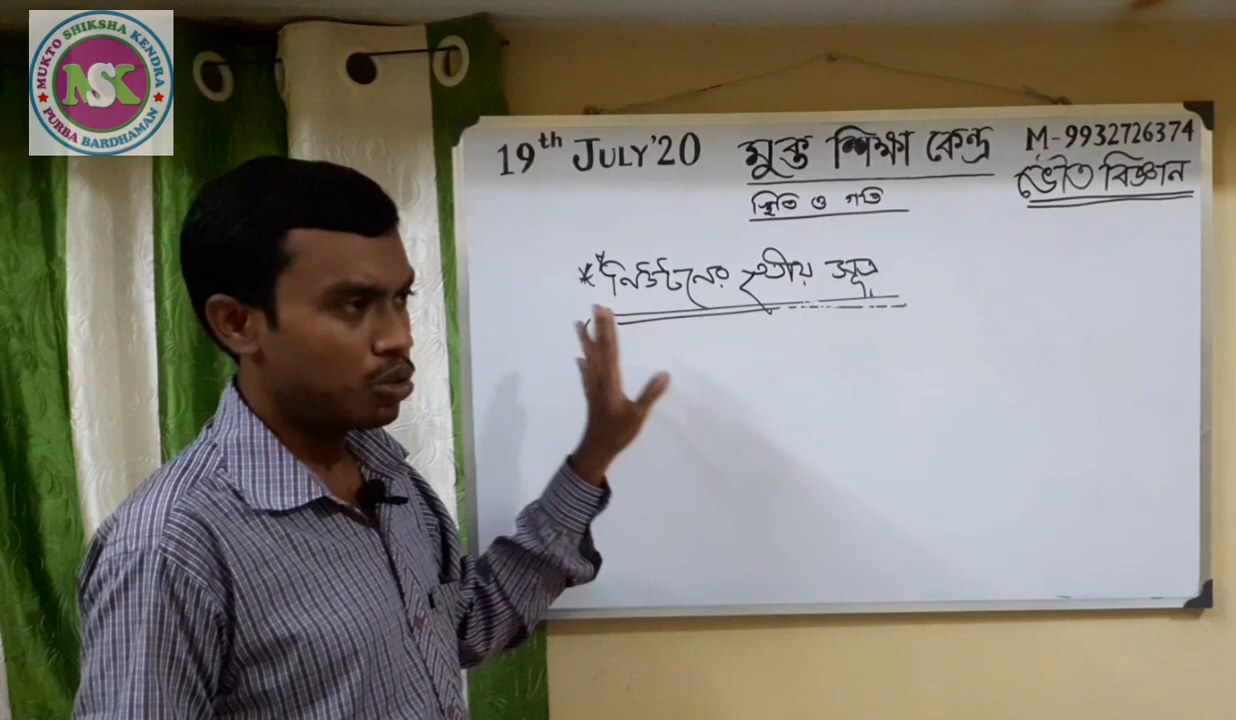 MUKTO SHIKSHA KENDRA
MSK
PURBA BARDHAMAN
19th JULY'20
মুক্ত শিক্ষা কেন্দ্র
M-9932726374
ভৌত বিজ্ঞান
স্থিতি ও গতি
** নিউটনের তৃতীয় সূত্র